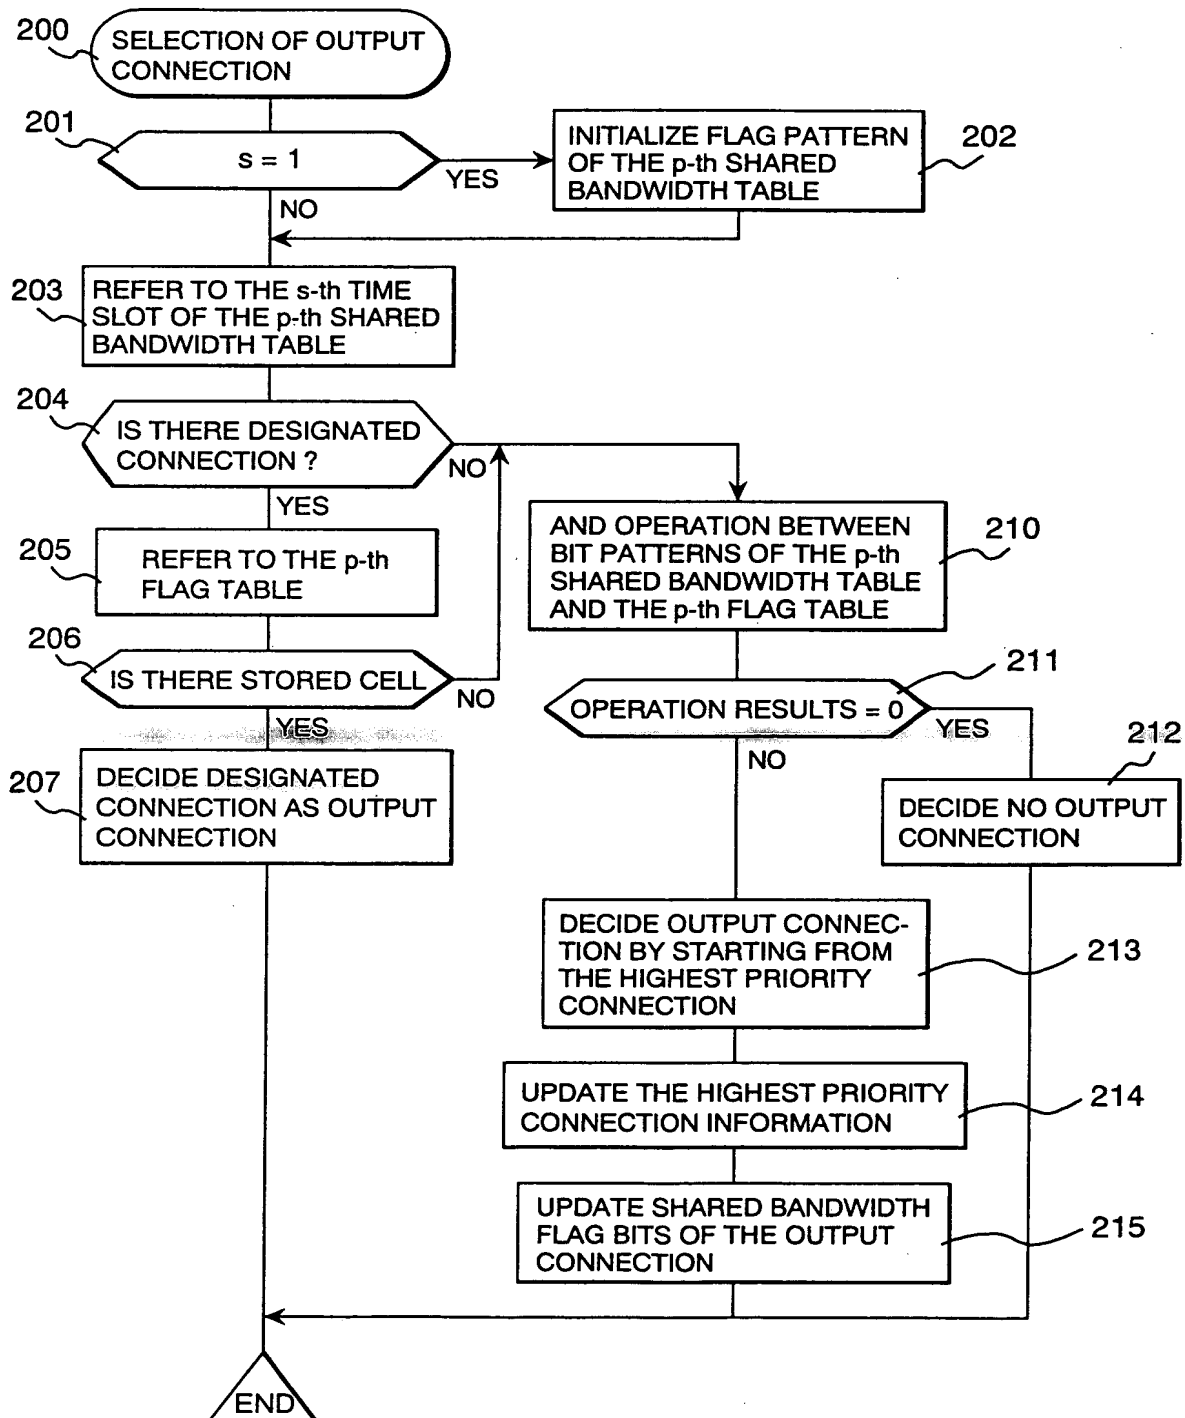 200
SELECTION OF OUTPUT
CONNECTION
201
s = 1
YES
NO
INITIALIZE FLAG PATTERN
OF THE p-th SHARED
BANDWIDTH TABLE
202
203
REFER TO THE s-th TIME
SLOT OF THE p-th SHARED
BANDWIDTH TABLE
204
IS THERE DESIGNATED
CONNECTION ?
NO
YES
205
REFER TO THE p-th
FLAG TABLE
206
IS THERE STORED CELL
NO
YES
207
DECIDE DESIGNATED
CONNECTION AS OUTPUT
CONNECTION
AND OPERATION BETWEEN
BIT PATTERNS OF THE p-th
SHARED BANDWIDTH TABLE
AND THE p-th FLAG TABLE
210
211
OPERATION RESULTS = 0
YES
NO
212
DECIDE NO OUTPUT
CONNECTION
DECIDE OUTPUT CONNEC-
TION BY STARTING FROM
THE HIGHEST PRIORITY
CONNECTION
213
UPDATE THE HIGHEST PRIORITY
CONNECTION INFORMATION
214
UPDATE SHARED BANDWIDTH
FLAG BITS OF THE OUTPUT
CONNECTION
215
END